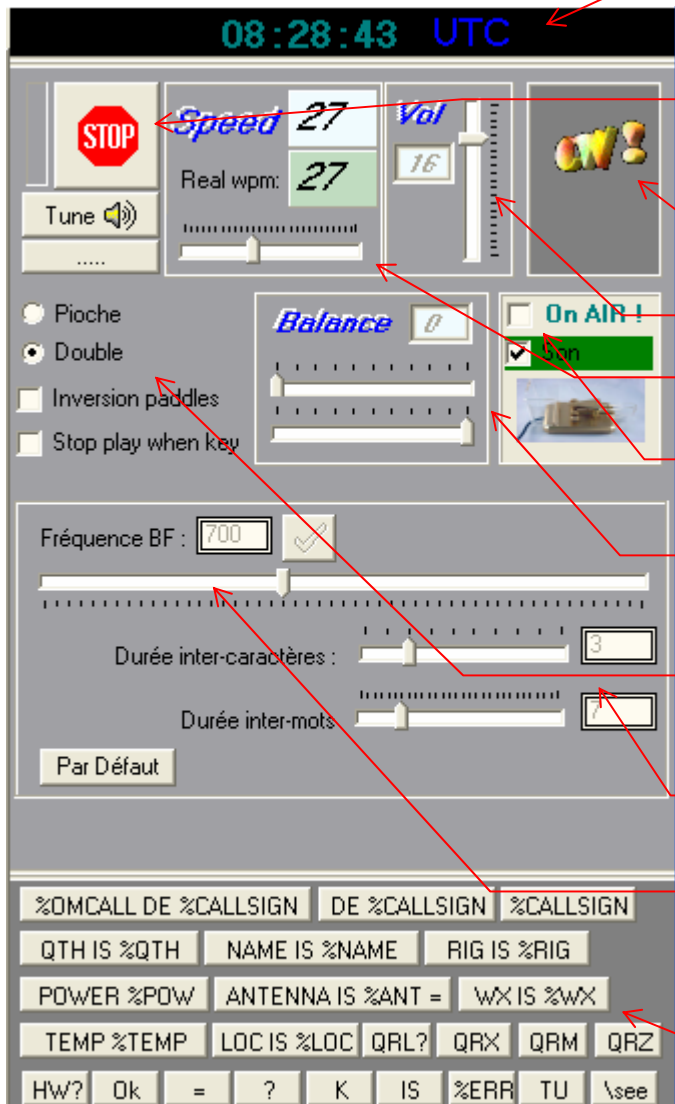 08:28:43 UTC
STOP
Speed 27
Real wpm: 27
Vol
16
CW!
Tune
.....
Pioche
Double
Inversion paddles
Stop play when key
Balance 0
On AIR !
Son
Fréquence BF : 700
Durée inter-caractères : 3
Durée inter-mots 7
Par Défaut
%OMCALL DE %CALLSIGN DE %CALLSIGN %CALLSIGN
QTH IS %QTH NAME IS %NAME RIG IS %RIG
POWER %POW ANTENNA IS %ANT = WX IS %WX
TEMP %TEMP LOC IS %LOC QRL? QRX QRM QRZ
HW? Ok = ? K IS %ERR TU \see